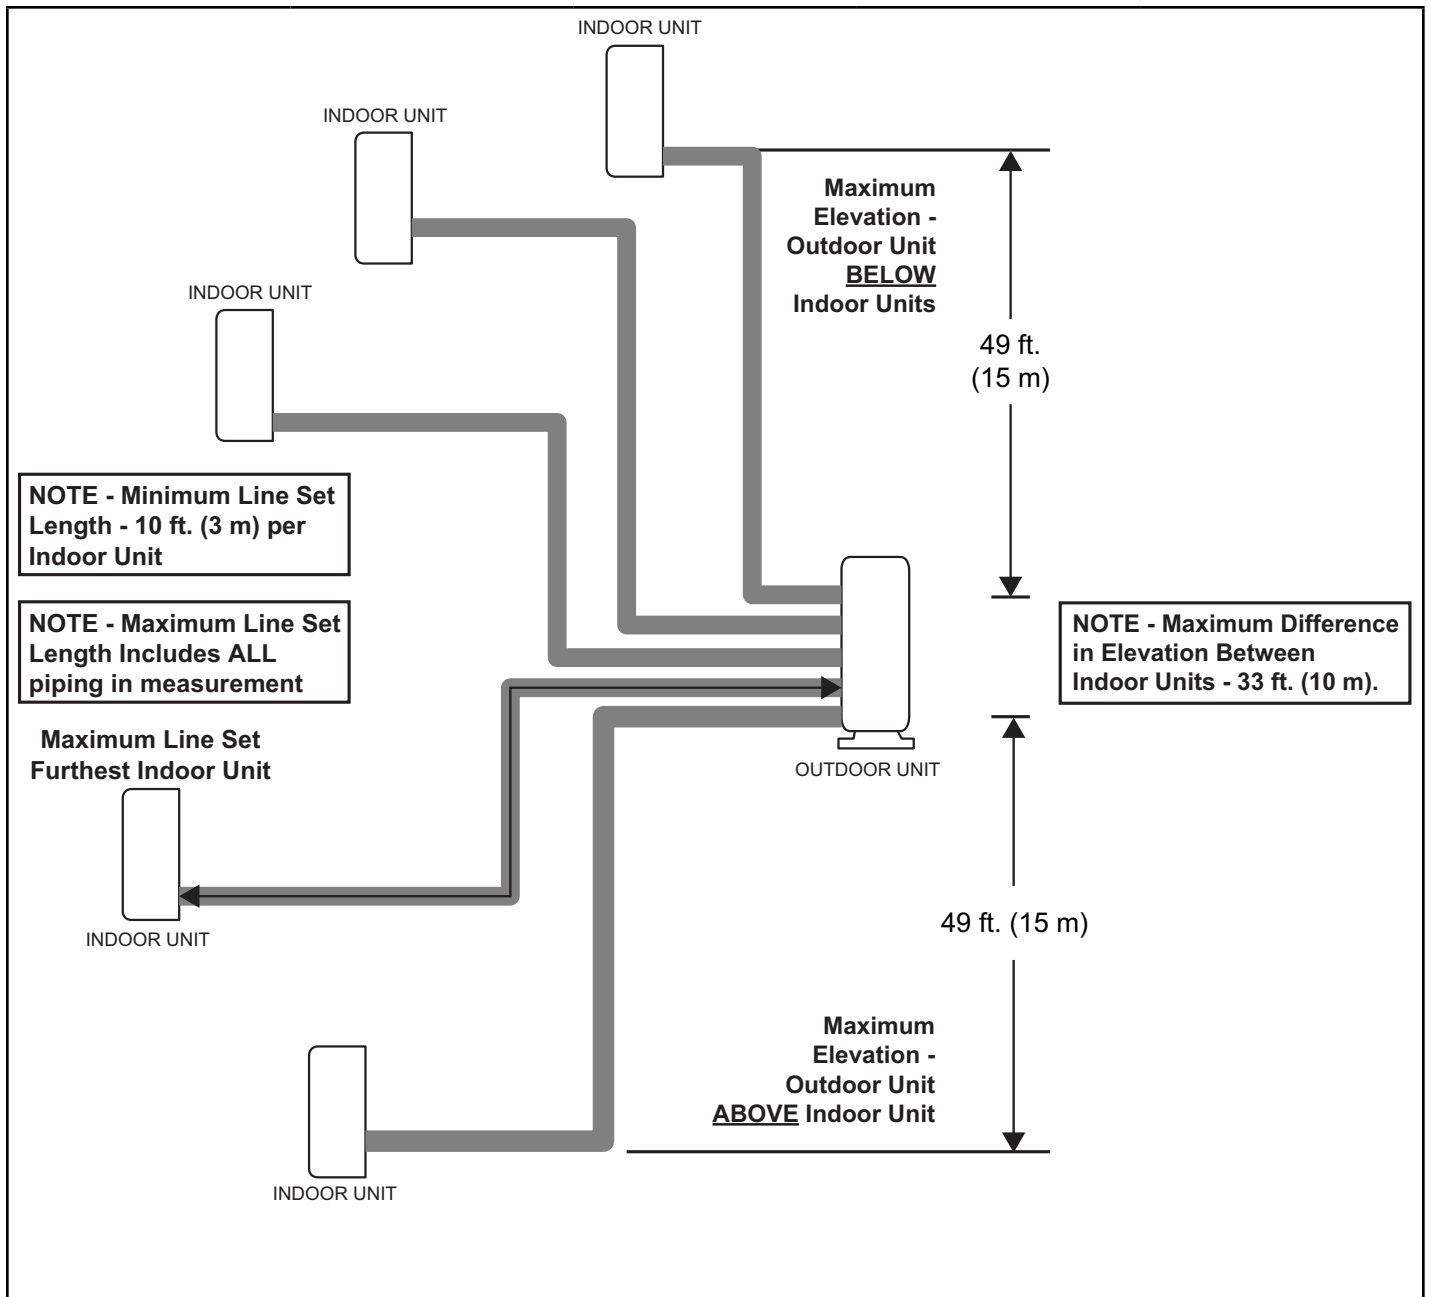 INDOOR UNIT
INDOOR UNIT
INDOOR UNIT
Maximum
Elevation -
Outdoor Unit
BELOW
Indoor Units
49 ft.
(15 m)
NOTE - Minimum Line Set
Length - 10 ft. (3 m) per
Indoor Unit
NOTE - Maximum Line Set
Length Includes ALL
piping in measurement
NOTE - Maximum Difference
in Elevation Between
Indoor Units - 33 ft. (10 m).
Maximum Line Set
Furthest Indoor Unit
OUTDOOR UNIT
INDOOR UNIT
49 ft. (15 m)
Maximum
Elevation -
Outdoor Unit
ABOVE Indoor Unit
INDOOR UNIT